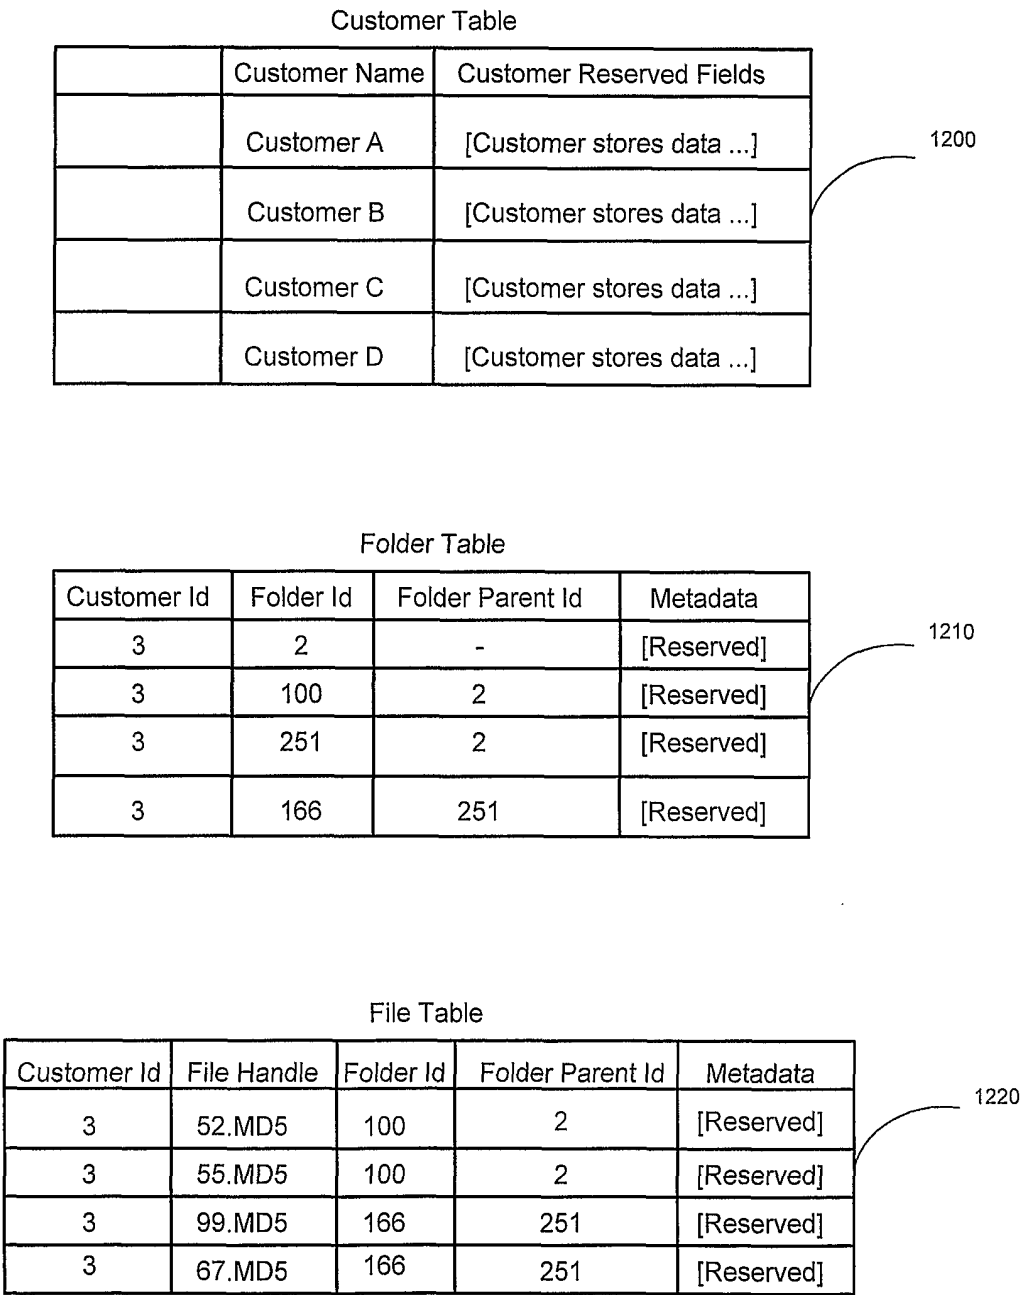 Customer Table
Customer Name Customer Reserved Fields
Customer A [Customer stores data ...]
1200
Customer B [Customer stores data ...]
Customer C [Customer stores data ...]
Customer D [Customer stores data ...]
Folder Table
Customer Id Folder Id Folder Parent Id Metadata
3 2 - [Reserved]
1210
3 100 2 [Reserved]
3 251 2 [Reserved]
3 166 251 [Reserved]
File Table
Customer Id File Handle Folder Id Folder Parent Id Metadata
1220
3 52.MD5 100 2 [Reserved]
3 55.MD5 100 2 [Reserved]
3 99.MD5 166 251 [Reserved]
3 67.MD5 166 251 [Reserved]